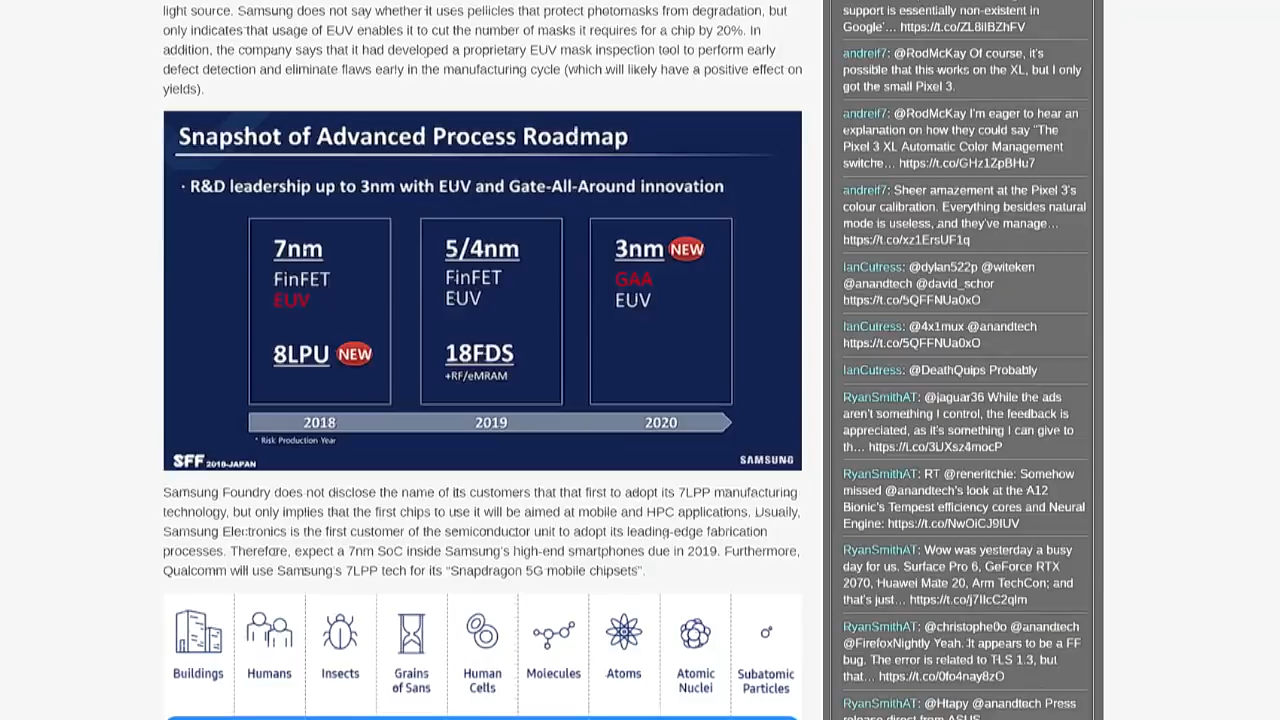 light source. Samsung does not say whether it uses pellicles that protect photomasks from degradation, but
only indicates that usage of EUV enables it to cut the number of masks it requires for a chip by 20%. In
addition, the company says that it had developed a proprietary EUV mask inspection tool to perform early
defect detection and eliminate flaws early in the manufacturing cycle (which will likely have a positive effect on
yields).
Snapshot of Advanced Process Roadmap
· R&D leadership up to 3nm with EUV and Gate-All-Around innovation
7nm
FinFET
EUV
8LPU NEW
5/4nm
FinFET
EUV
18FDS
+RF/eMRAM
3nm NEW
GAA
EUV
2018 2019 2020
* Risk Production Year
SFF 2018-JAPAN
SAMSUNG
Samsung Foundry does not disclose the name of its customers that that first to adopt its 7LPP manufacturing
technology, but only implies that the first chips to use it will be aimed at mobile and HPC applications. Usually,
Samsung Electronics is the first customer of the semiconductor unit to adopt its leading-edge fabrication
processes. Therefore, expect a 7nm SoC inside Samsung's high-end smartphones due in 2019. Furthermore,
Qualcomm will use Samsung's 7LPP tech for its "Snapdragon 5G mobile chipsets".
Buildings
Humans
Insects
Grains
of Sans
Human
Cells
Molecules
Atoms
Atomic
Nuclei
Subatomic
Particles
support is essentially non-existent in
Google'… https://t.co/ZL8iIBZhFV
andreif7: @RodMcKay Of course, it's
possible that this works on the XL, but I only
got the small Pixel 3.
andreif7: @RodMcKay I'm eager to hear an
explanation on how they could say "The
Pixel 3 XL Automatic Color Management
switche… https://t.co/GHz1ZpBHu7
andreif7: Sheer amazement at the Pixel 3's
colour calibration. Everything besides natural
mode is useless, and they've manage…
https://t.co/xz1ErsUF1q
IanCutress: @dylan522p @witeken
@anandtech @david_schor
https://t.co/5QFFNUa0xO
IanCutress: @4x1mux @anandtech
https://t.co/5QFFNUa0xO
IanCutress: @DeathQuips Probably
RyanSmithAT: @jaguar36 While the ads
aren't something I control, the feedback is
appreciated, as it's something I can give to
th… https://t.co/3UXsz4mocP
RyanSmithAT: RT @reneritchie: Somehow
missed @anandtech's look at the A12
Bionic's Tempest efficiency cores and Neural
Engine: https://t.co/NwOiCJ9IUV
RyanSmithAT: Wow was yesterday a busy
day for us. Surface Pro 6, GeForce RTX
2070, Huawei Mate 20, Arm TechCon; and
that's just… https://t.co/j7IIcC2qlm
RyanSmithAT: @christophe0o @anandtech
@FirefoxNightly Yeah. It appears to be a FF
bug. The error is related to TLS 1.3, but
that… https://t.co/0fo4nay8zO
RyanSmithAT: @Htapy @anandtech Press
release direct from ASUS